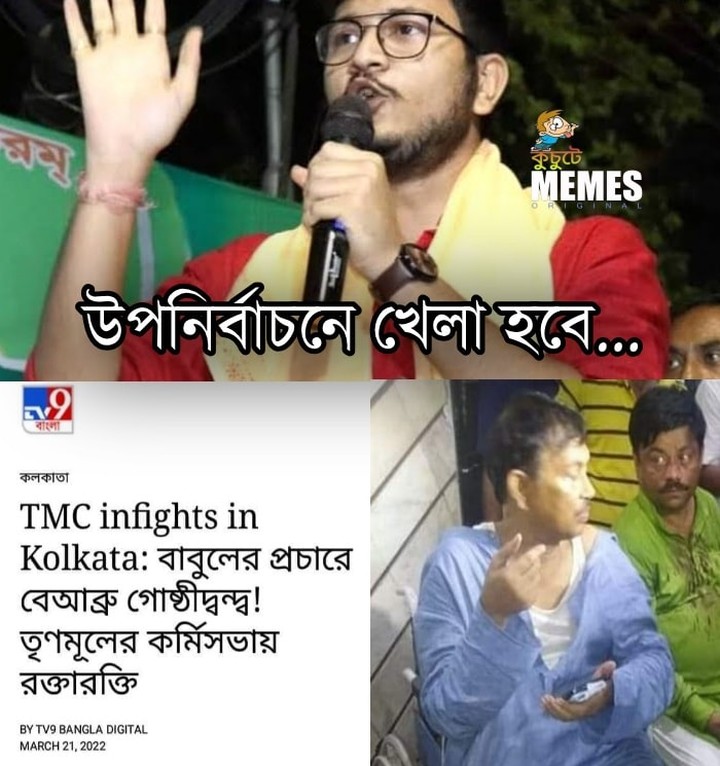 রম্
কুচুটে
MEMES
ORIGINAL
উপনির্বাচনে খেলা হবে...
TV9
বাংলা
কলকাতা
TMC infights in
Kolkata: বাবুলের প্রচারে
বেআব্রু গোষ্ঠীদ্বন্দ্ব!
তৃণমূলের কর্মিসভায়
রক্তারক্তি
BY TV9 BANGLA DIGITAL
MARCH 21, 2022